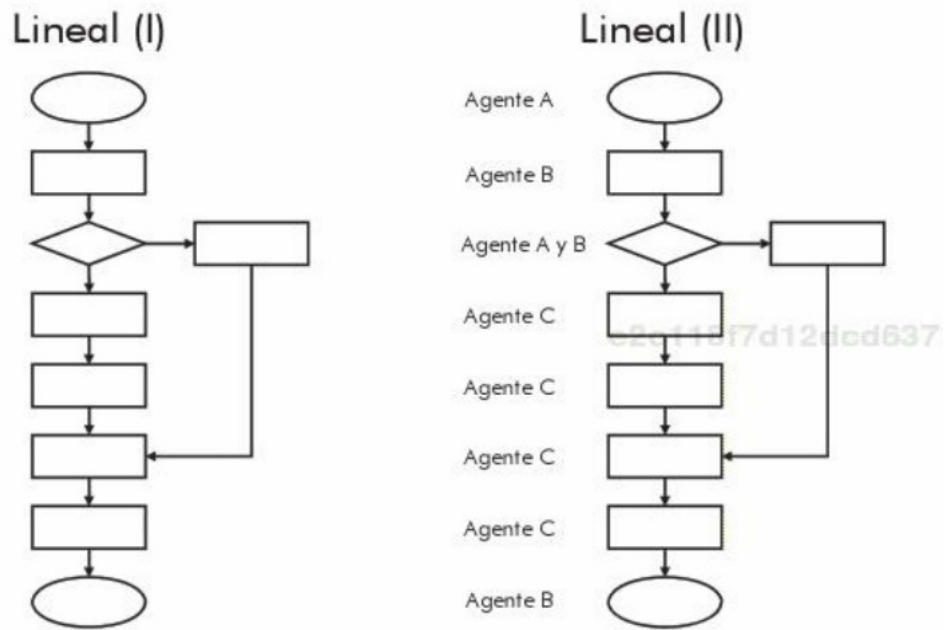 Lineal (I)
Lineal (II)
Agente A
Agente B
Agente A y B
Agente C
Agente C
Agente C
Agente C
Agente B